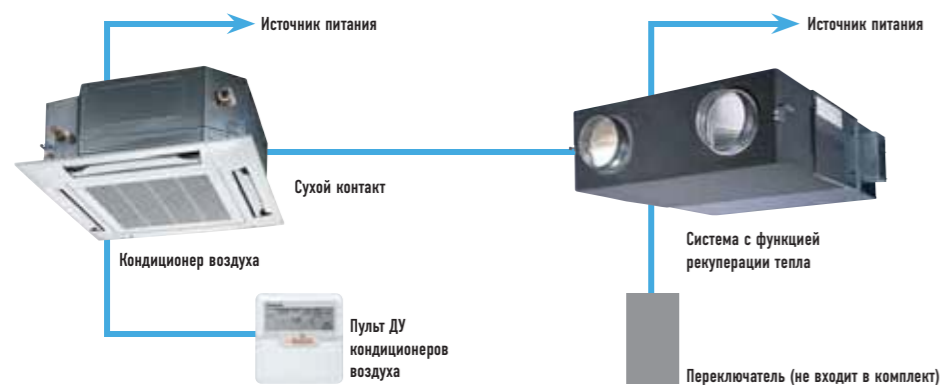 Источник питания
Источник питания
Сухой контакт
Кондиционер воздуха
Система с функцией
рекуперации тепла
Пульт ДУ
кондиционеров
воздуха
Переключатель (не входит в комплект)